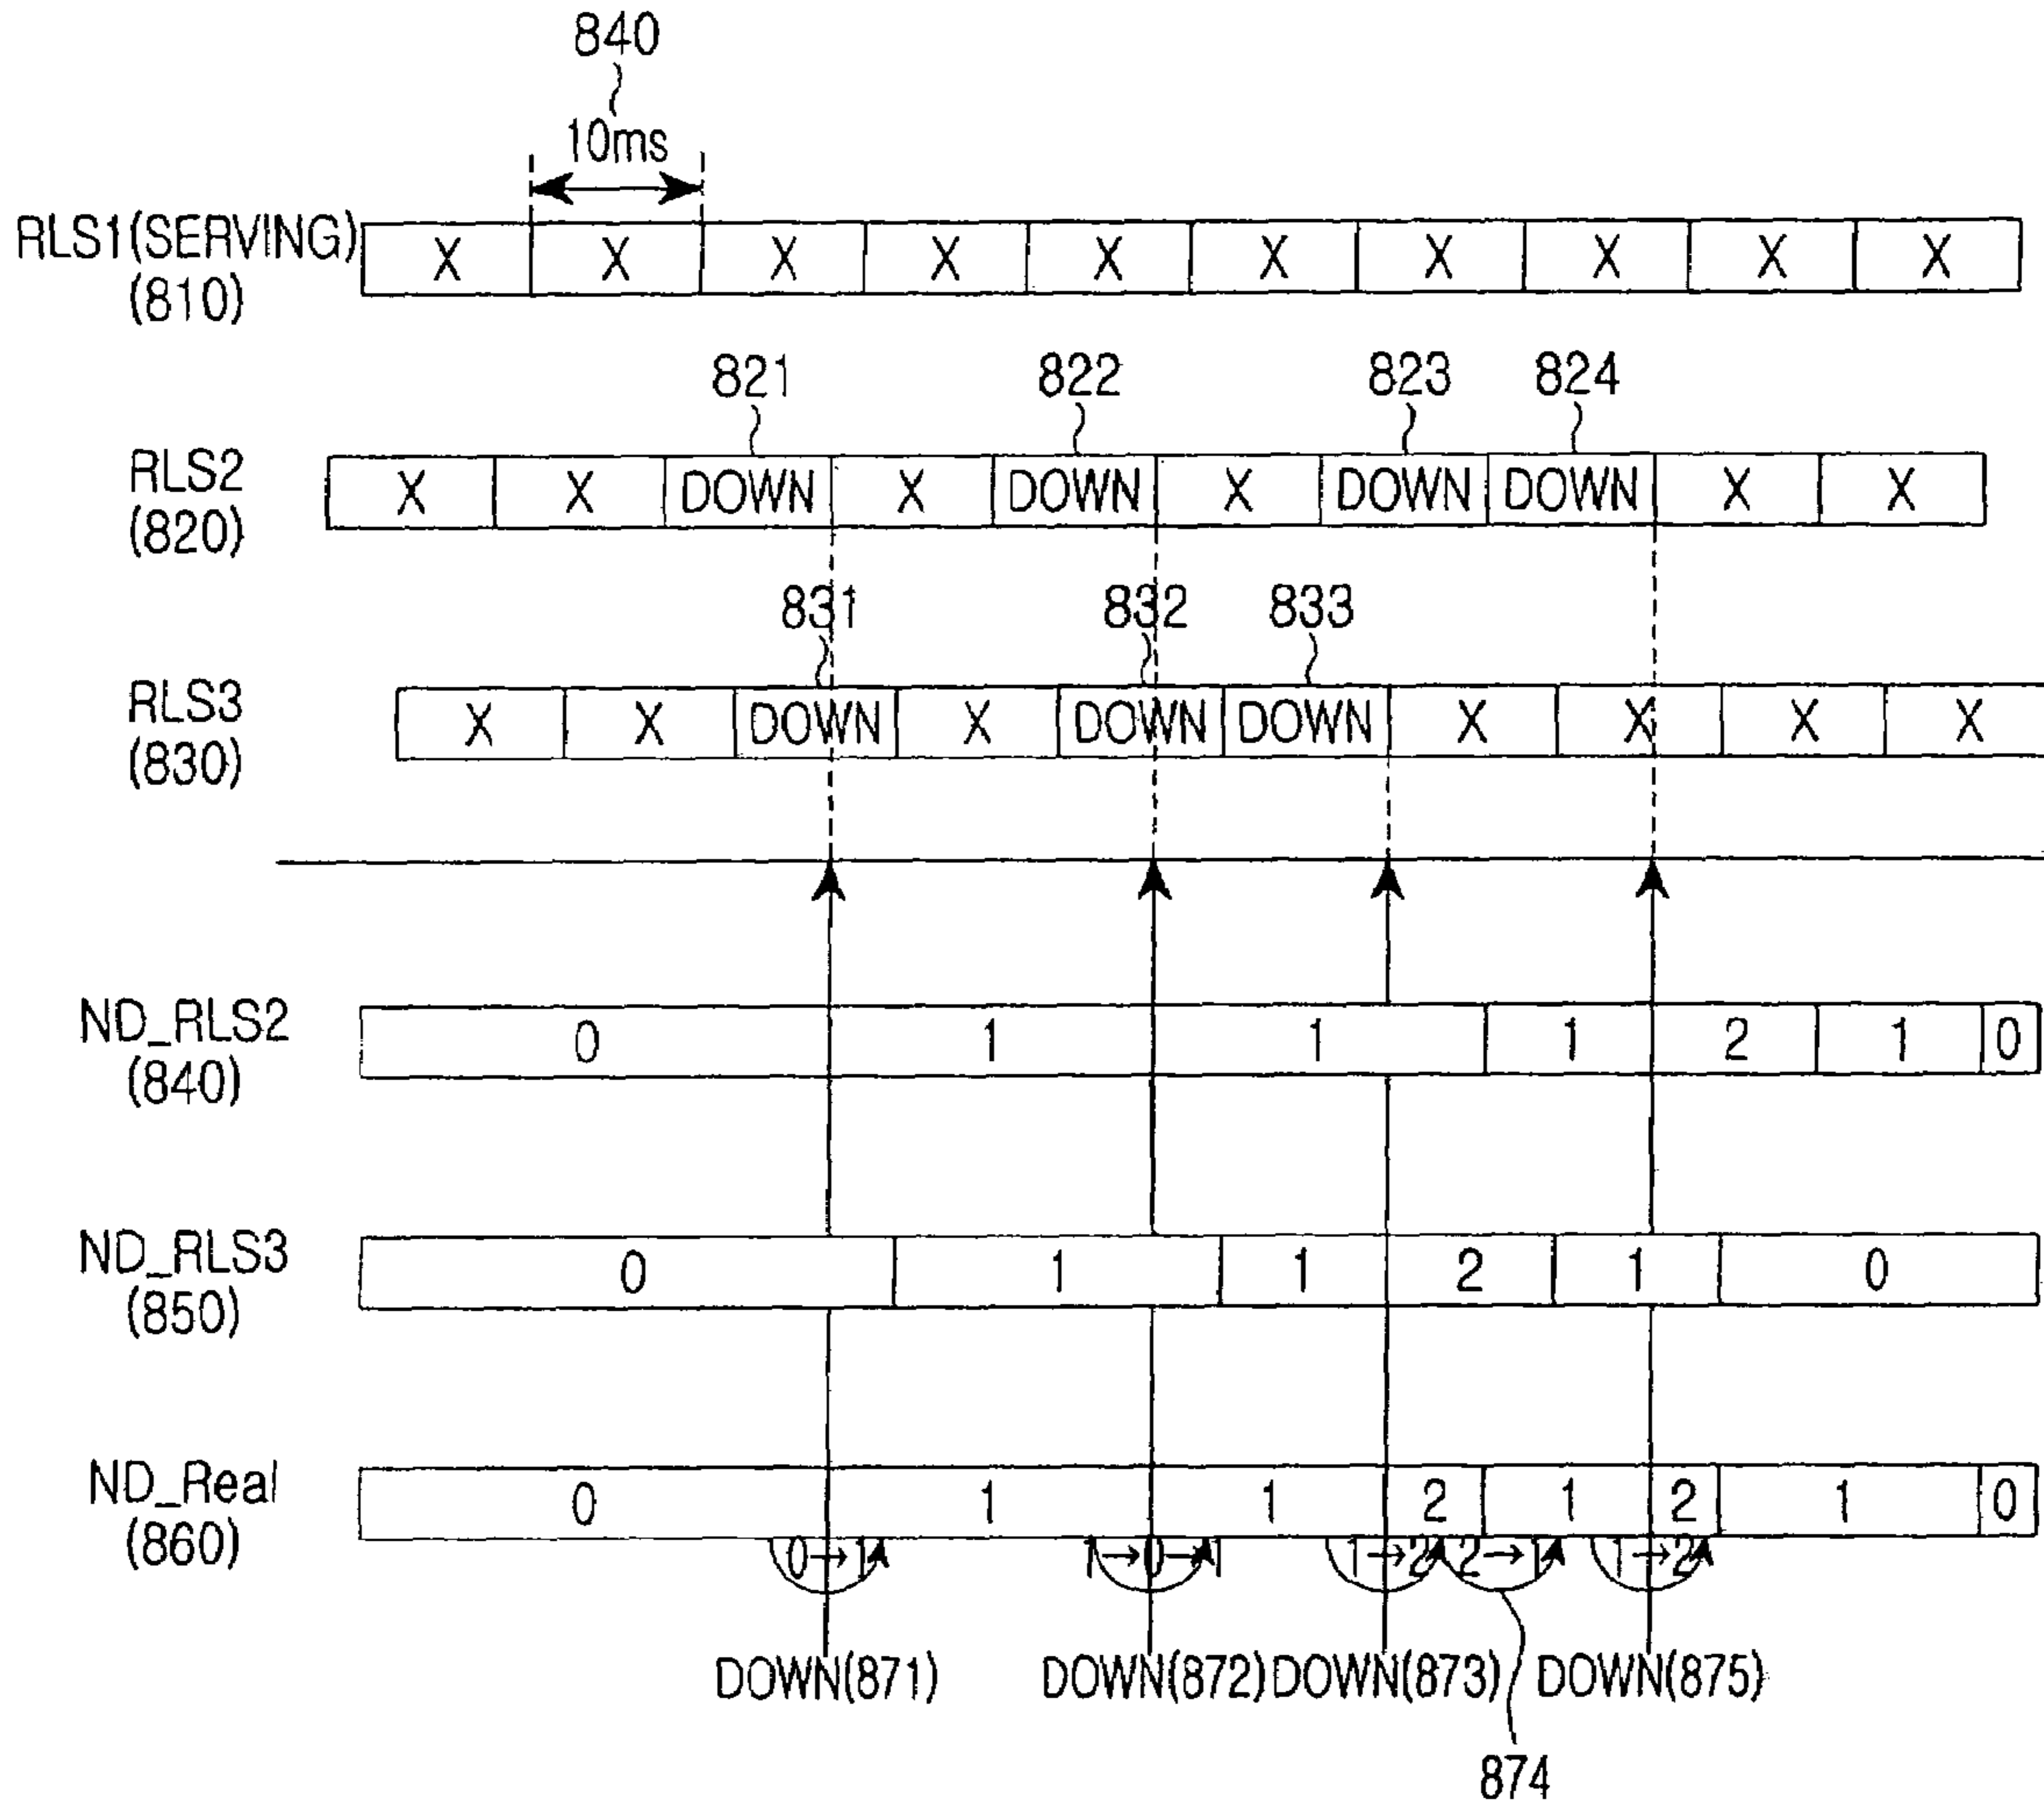 840
10ms
RLS1(SERVING)
(810)
X X X X X X X X X X
821 822 823 824
RLS2
(820)
X X DOWN X DOWN X DOWN DOWN X X
831 832 833
RLS3
(830)
X X DOWN X DOWN DOWN X X X X
ND_RLS2
(840)
0 1 1 1 2 1 0
ND_RLS3
(850)
0 1 1 2 1 0
ND_Real
(860)
0 1 1 2 1 2 1 0
0→1 1→0→1 1→2 2→1 1→2
DOWN(871) DOWN(872) DOWN(873) DOWN(875)
874